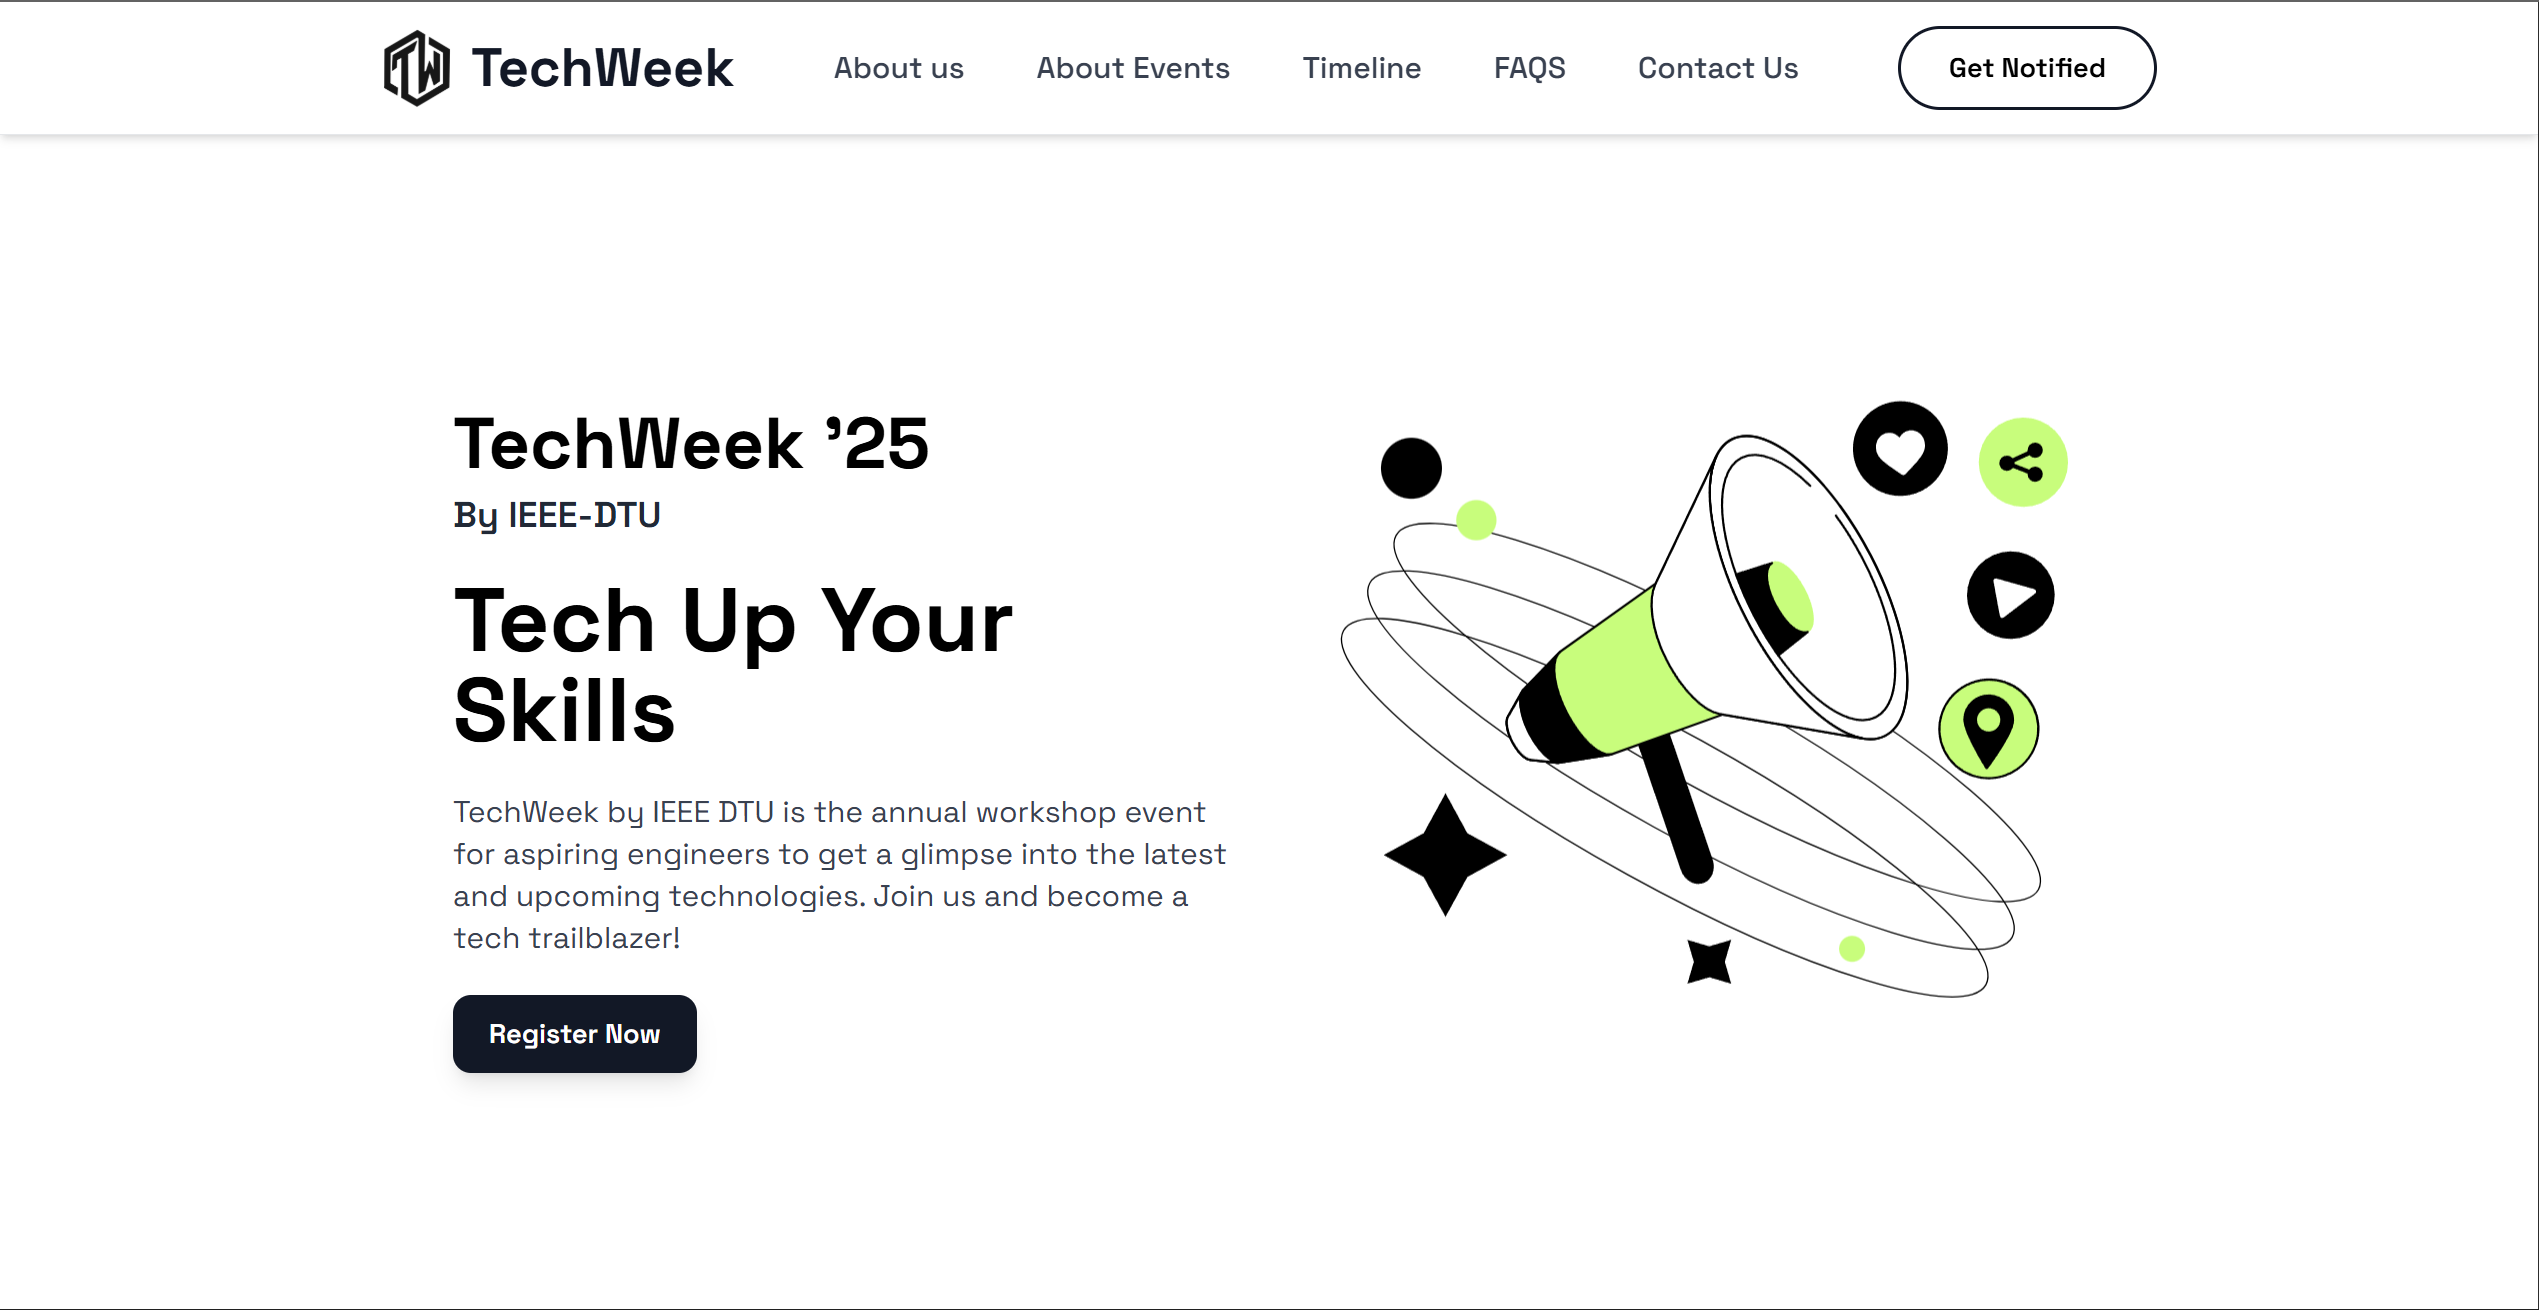 TW TechWeek
About us
About Events
Timeline
FAQS
Contact Us
Get Notified
TechWeek ’25
By IEEE-DTU
Tech Up Your
Skills
TechWeek by IEEE DTU is the annual workshop event
for aspiring engineers to get a glimpse into the latest
and upcoming technologies. Join us and become a
tech trailblazer!
Register Now